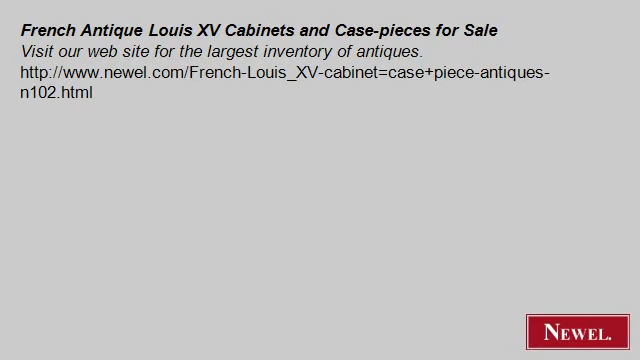 French Antique Louis XV Cabinets and Case-pieces for Sale
Visit our web site for the largest inventory of antiques.
http://www.newel.com/French-Louis_XV-cabinet=case+piece-antiques-
n102.html
NEWEL.